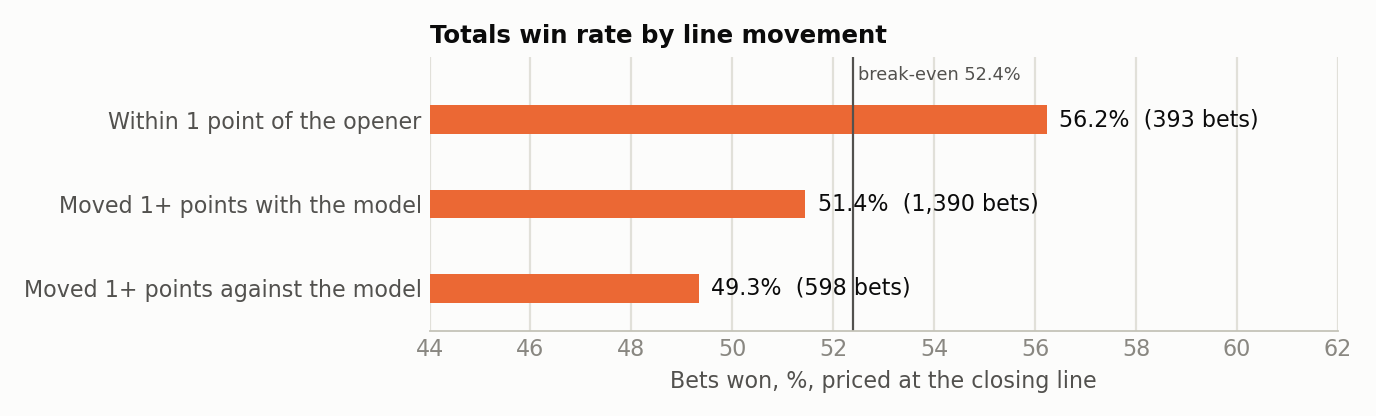 Totals win rate by line movement
break-even 52.4%
Within 1 point of the opener 56.2% (393 bets)
Moved 1+ points with the model 51.4% (1,390 bets)
Moved 1+ points against the model 49.3% (598 bets)
44 46 48 50 52 54 56 58 60 62
Bets won, %, priced at the closing line